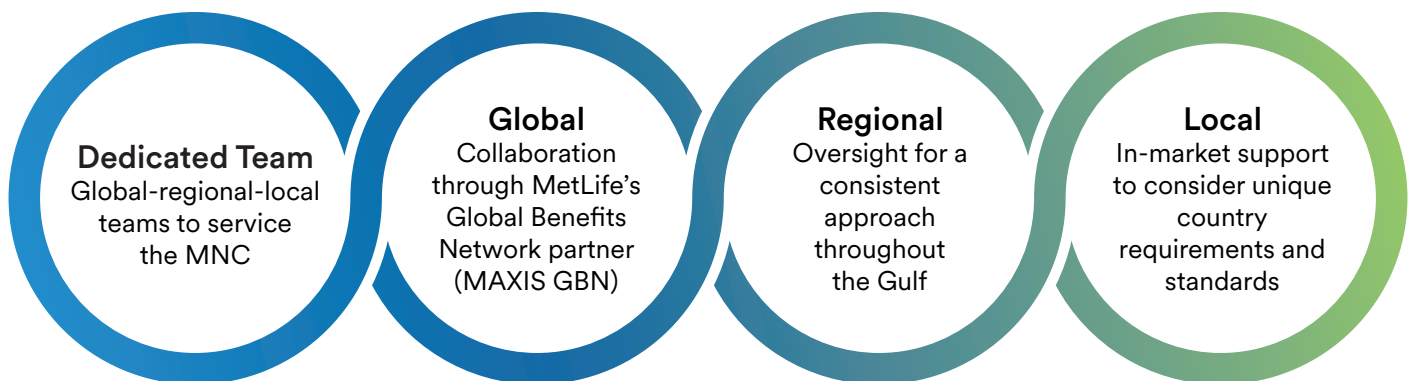 Dedicated Team
Global-regional-local
teams to service
the MNC
Global
Collaboration
through MetLife's
Global Benefits
Network partner
(MAXIS GBN)
Regional
Oversight for a
consistent
approach
throughout
the Gulf
Local
In-market support
to consider unique
country
requirements and
standards